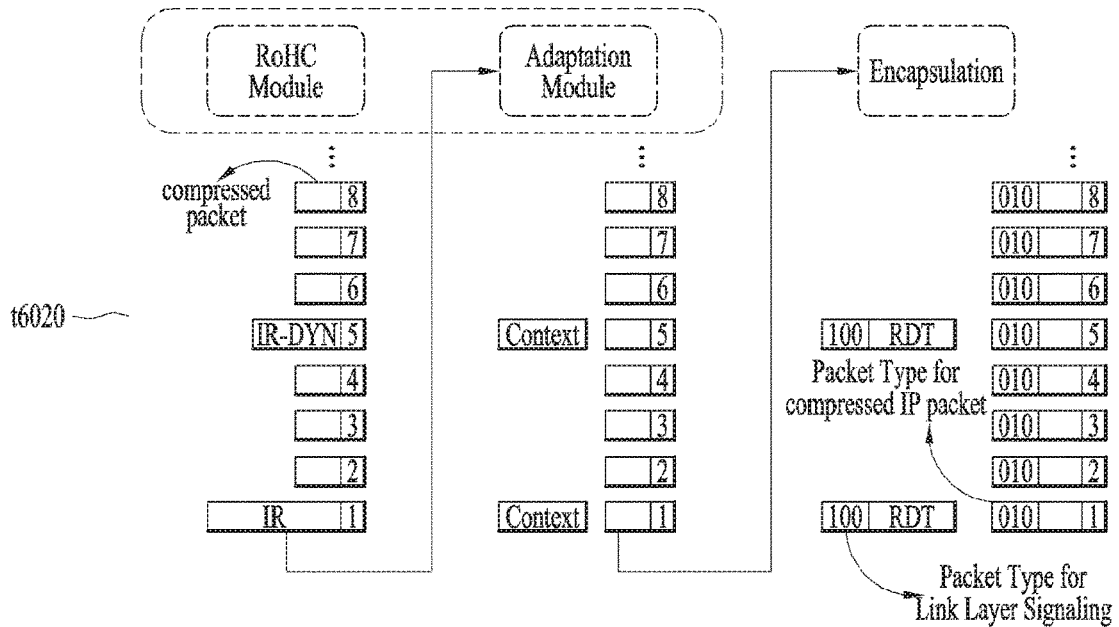 RoHC
Module
Adaptation
Module
Encapsulation
compressed
packet
8
8
010 8
7
7
010 7
6
6
010 6
t6020
IR-DYN 5
Context 5
100 RDT 010 5
4
4
Packet Type for
compressed IP packet
010 4
3
3
010 3
2
2
010 2
IR 1
Context 1
100 RDT 010 1
Packet Type for
Link Layer Signaling